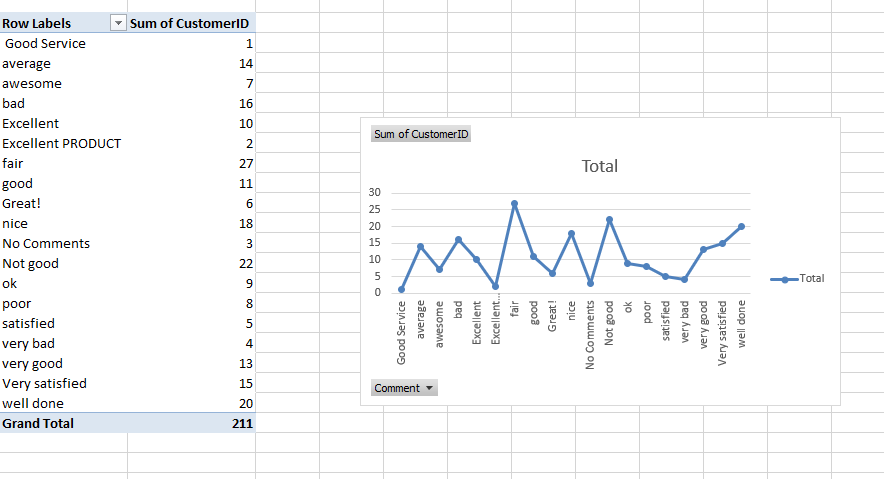 Row Labels Sum of CustomerID
Good Service 1
average 14
awesome 7
bad 16
Excellent 10
Excellent PRODUCT 2
fair 27
good 11
Great! 6
nice 18
No Comments 3
Not good 22
ok 9
poor 8
satisfied 5
very bad 4
very good 13
Very satisfied 15
well done 20
Grand Total 211
Sum of CustomerID
Total
30
25
20
15
10
5
0
Good Service
average
awesome
bad
Excellent
Excellent...
fair
good
Great!
nice
No Comments
Not good
ok
poor
satisfied
very bad
very good
Very satisfied
well done
Total
Comment